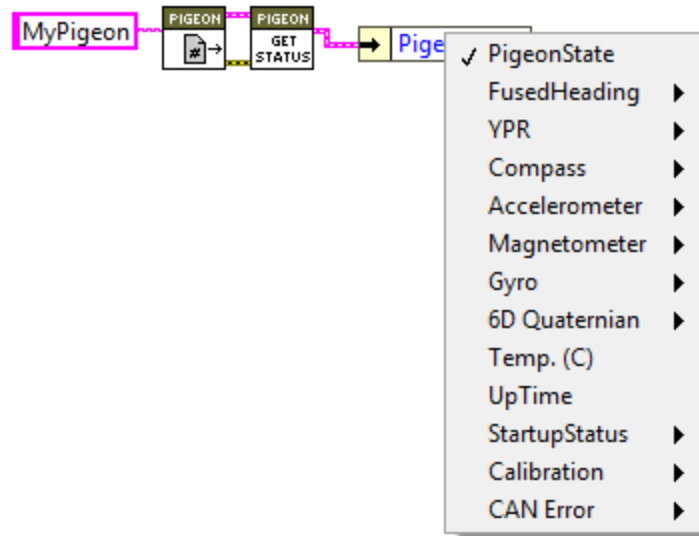 MyPigeon
PIGEON
#
PIGEON
GET
STATUS
Pige
✓ PigeonState
FusedHeading
YPR
Compass
Accelerometer
Magnetometer
Gyro
6D Quaternian
Temp. (C)
UpTime
StartupStatus
Calibration
CAN Error